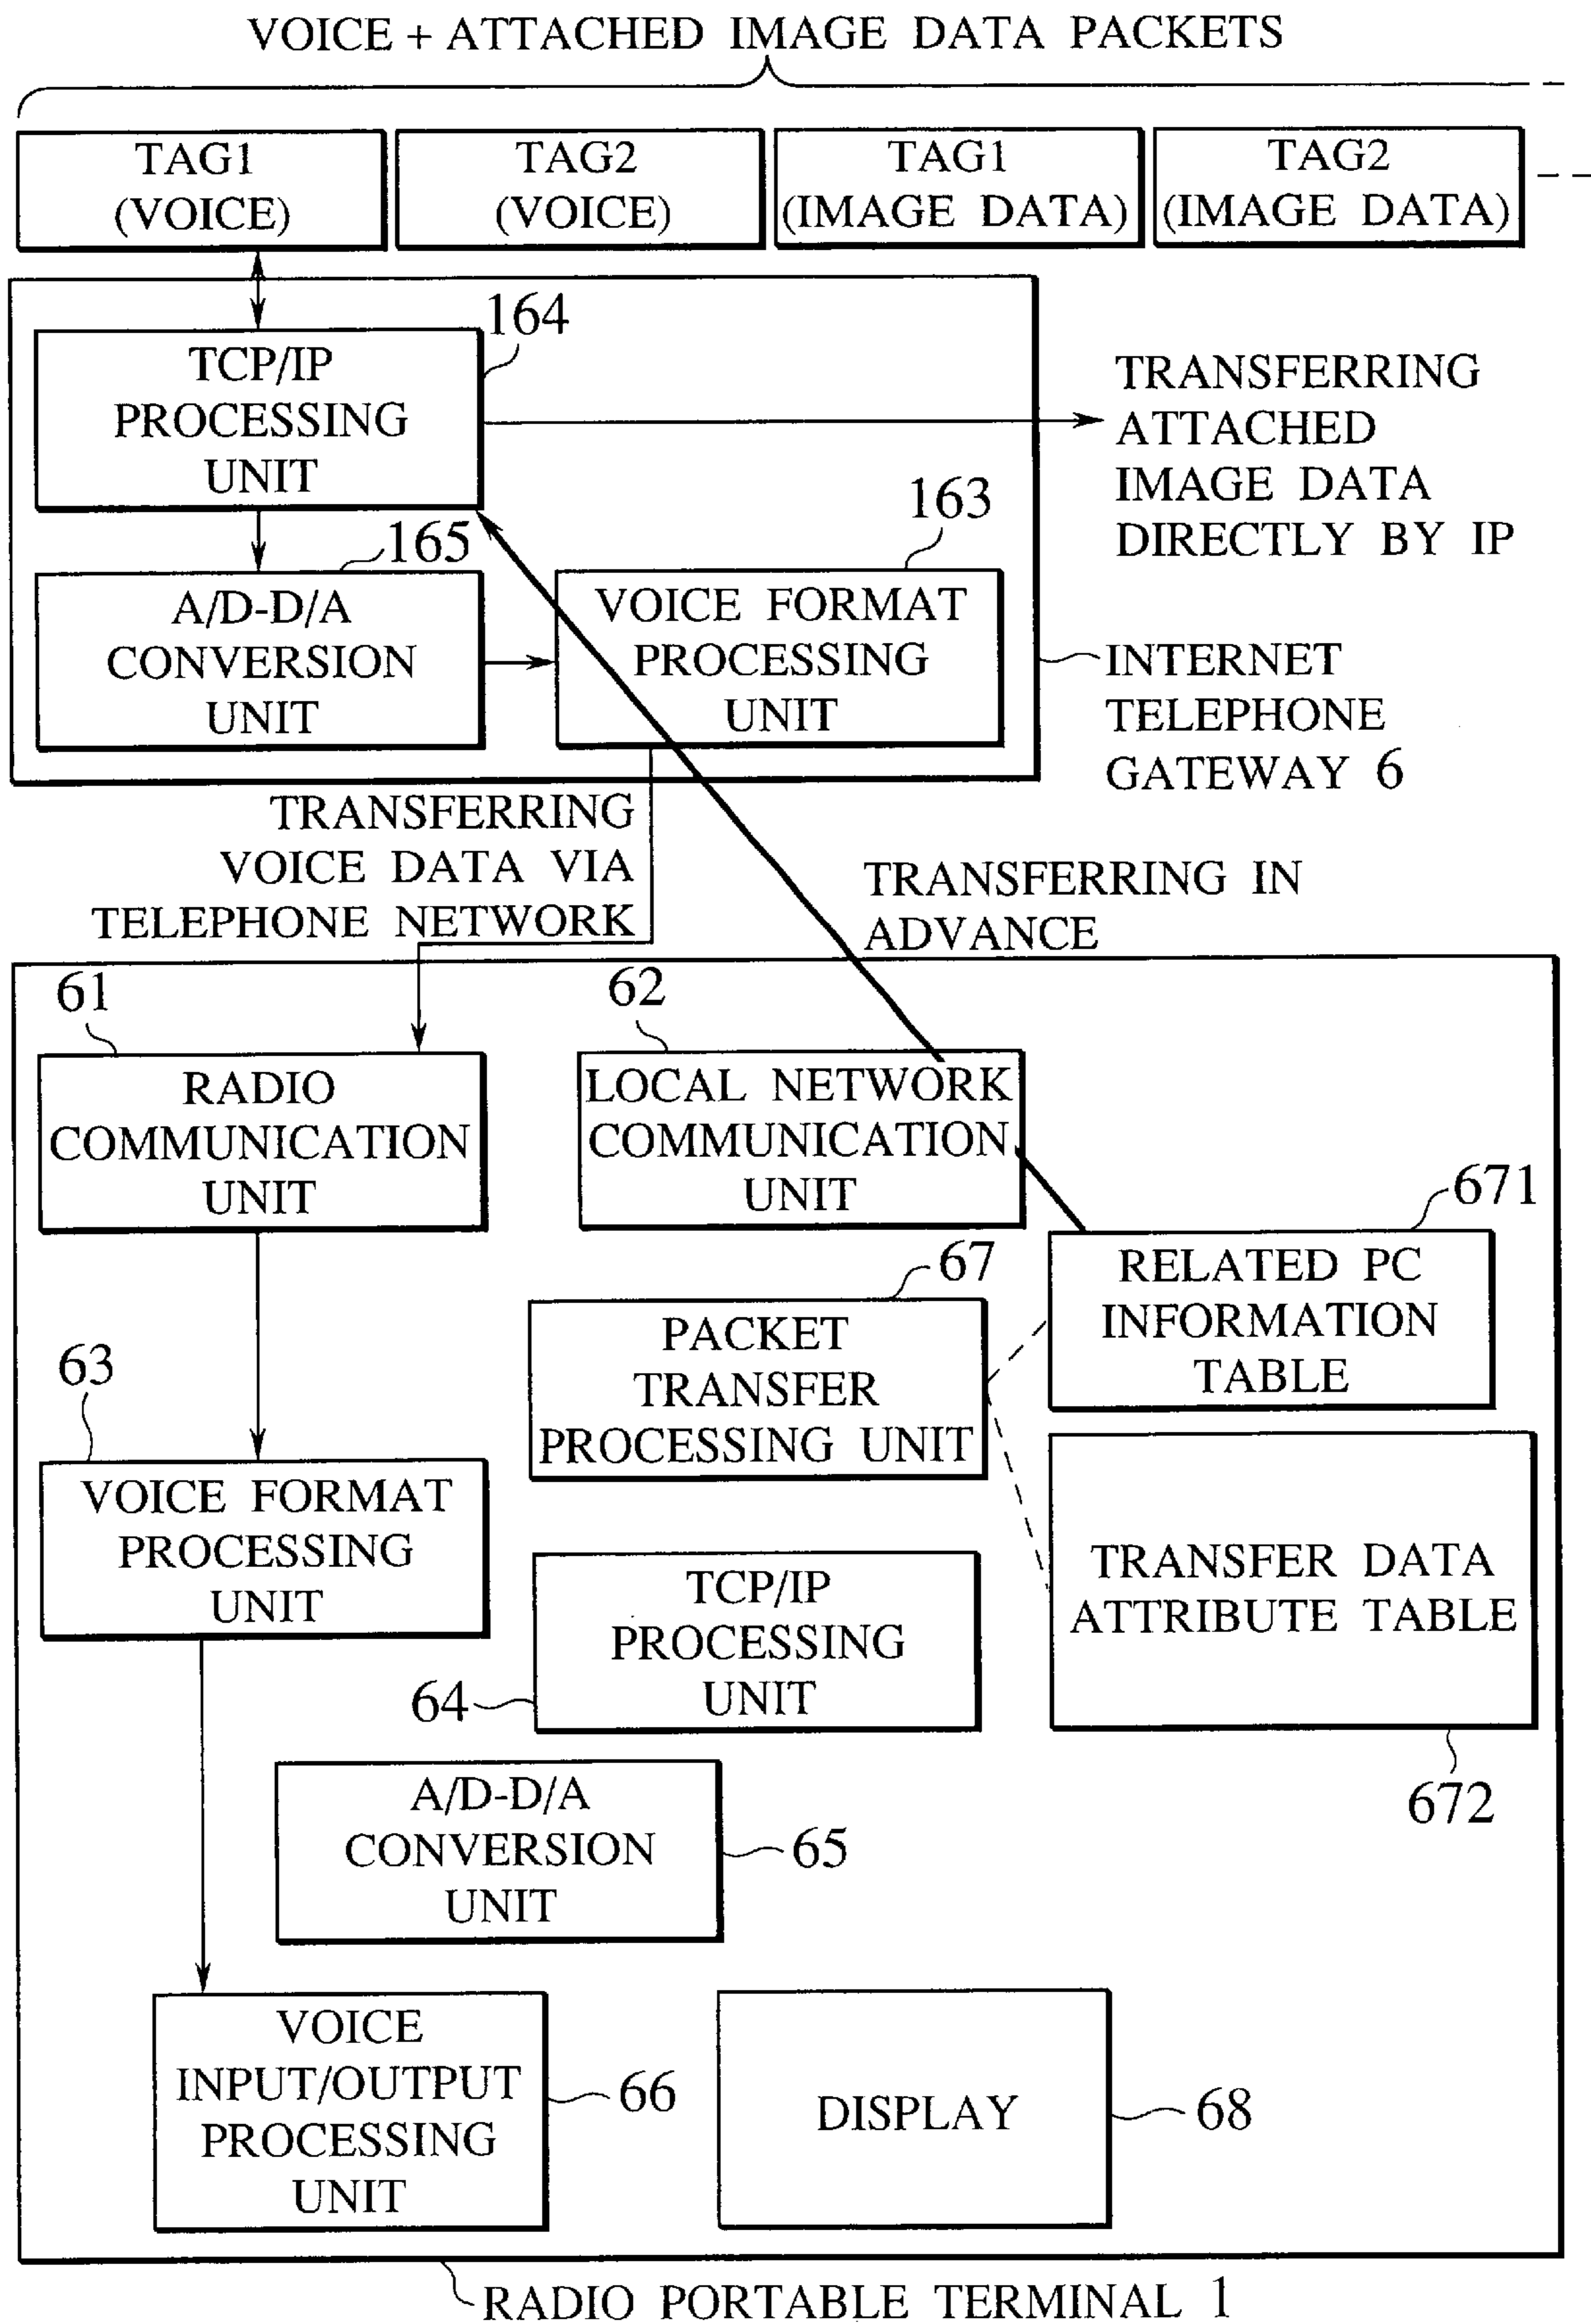 VOICE + ATTACHED IMAGE DATA PACKETS
TAG1
(VOICE)
TAG2
(VOICE)
TAG1
(IMAGE DATA)
TAG2
(IMAGE DATA)
164
TCP/IP
PROCESSING
UNIT
TRANSFERRING
ATTACHED
IMAGE DATA
DIRECTLY BY IP
165
A/D-D/A
CONVERSION
UNIT
163
VOICE FORMAT
PROCESSING
UNIT
INTERNET
TELEPHONE
GATEWAY 6
TRANSFERRING
VOICE DATA VIA
TELEPHONE NETWORK
TRANSFERRING IN
ADVANCE
61
RADIO
COMMUNICATION
UNIT
62
LOCAL NETWORK
COMMUNICATION
UNIT
671
RELATED PC
INFORMATION
TABLE
67
PACKET
TRANSFER
PROCESSING UNIT
63
VOICE FORMAT
PROCESSING
UNIT
TRANSFER DATA
ATTRIBUTE TABLE
672
TCP/IP
PROCESSING
UNIT
64
A/D-D/A
CONVERSION
UNIT
65
VOICE
INPUT/OUTPUT
PROCESSING
UNIT
66
DISPLAY
68
RADIO PORTABLE TERMINAL 1